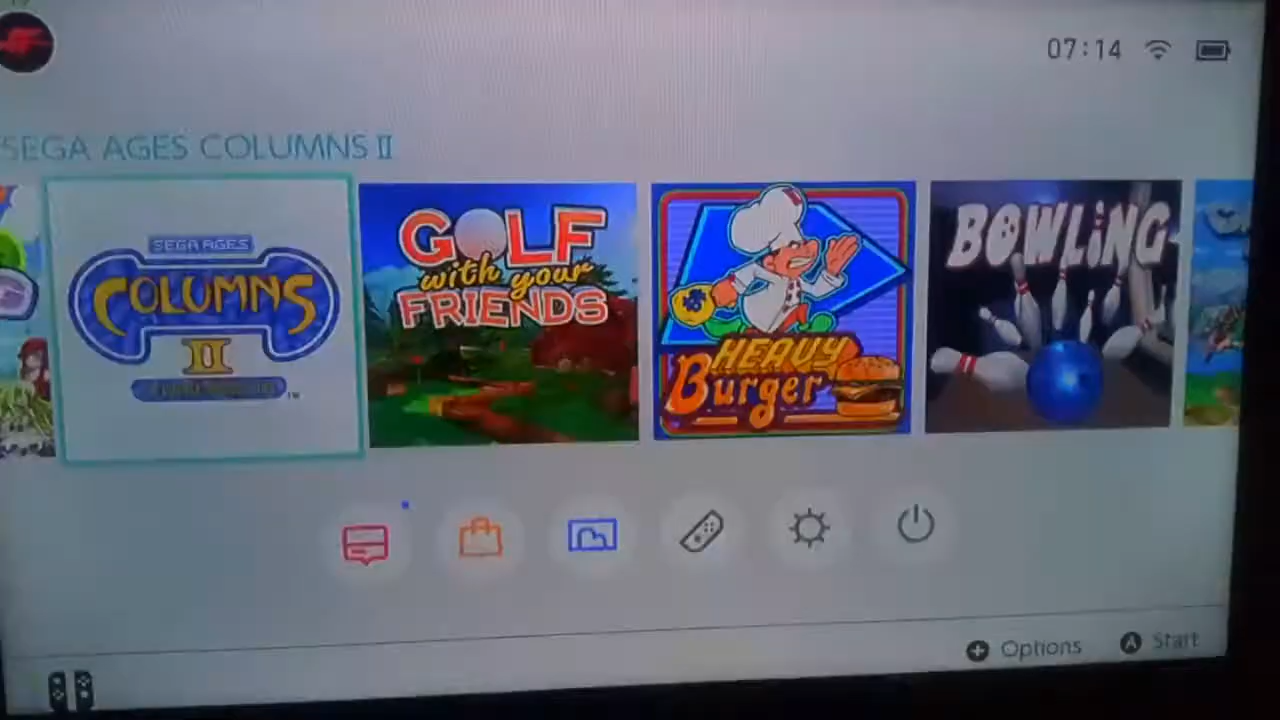 07:14
SEGA AGES COLUMNS II
SEGA AGES
COLUMNS
II
TM
GOLF
with your
FRIENDS
HEAVY
Burger
BOWLING
Options
A Start